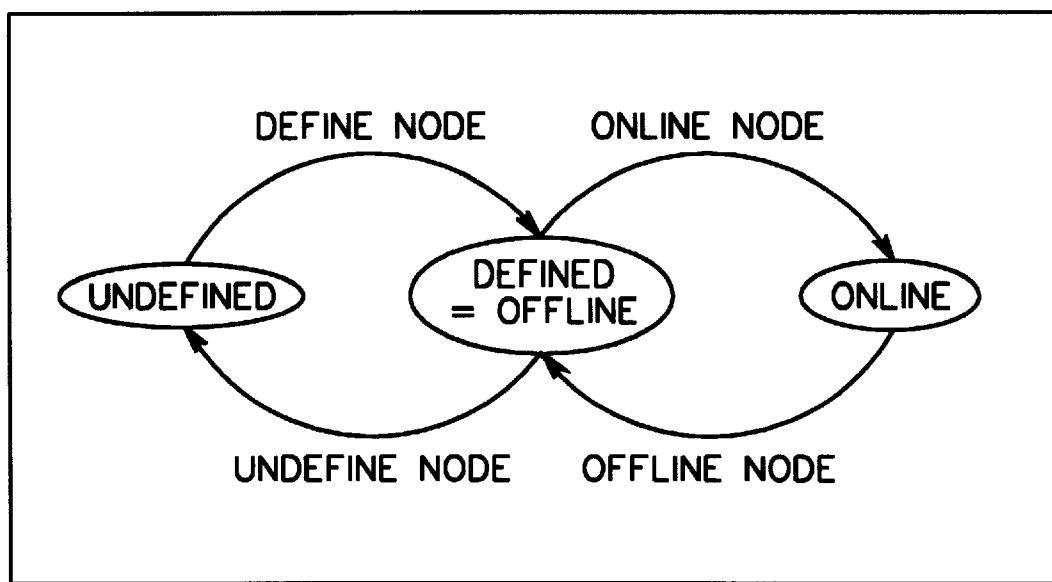 DEFINE NODE
ONLINE NODE
UNDEFINED
DEFINED
= OFFLINE
ONLINE
UNDEFINE NODE
OFFLINE NODE